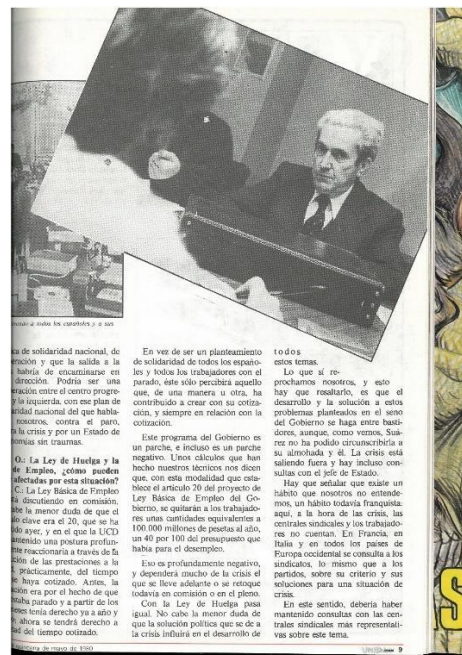 a todos los españoles y a sus
de solidaridad nacional, de
y que la salida a la
habría de encaminarse en
dirección. Podría ser una
entre el centro progre-
y la izquierda, con ese plan de
nacional del que habla-
nosotros, contra el paro,
la crisis y por un Estado de
sin traumas.
O.: La Ley de Huelga y la
de Empleo, ¿cómo pueden
afectadas por esta situación?
C.: La Ley Básica de Empleo
discutiendo en comisión.
cabe la menor duda de que el
clave era el 20, que se ha
ayer, y en el que la UCD
mantenido una postura profun-
reaccionaria a través de la
de las prestaciones a la
prácticamente, del tiempo
haya cotizado. Antes, la
era por el hecho de que
estaba parado y a partir de los
meses tenía derecho ya a año y
ahora se tendrá derecho a
del tiempo cotizado.
En vez de ser un planteamiento
de solidaridad de todos los españo-
les y todos los trabajadores con el
parado, éste sólo percibirá aquello
que, de una manera u otra, ha
contribuido a crear con su cotiza-
ción, y siempre en relación con la
cotización.
Este programa del Gobierno es
un parche, e incluso es un parche
negativo. Unos cálculos que han
hecho nuestros técnicos nos dicen
que, con esta modalidad que esta-
blece el artículo 20 del proyecto de
Ley Básica de Empleo del Go-
bierno, se quitarán a los trabajado-
res unas cantidades equivalentes a
100.000 millones de pesetas al año,
un 40 por 100 del presupuesto que
había para el desempleo.
Eso es profundamente negativo,
y dependerá mucho de la crisis el
que se lleve adelante o se retoque
todavía en comisión o en el pleno.
Con la Ley de Huelga pasa
igual. No cabe la menor duda de
que la solución política que se de a
la crisis influirá en el desarrollo de
todos
estos temas.
Lo que sí re-
prochamos nosotros, y esto
hay que resaltarlo, es que el
desarrollo y la solución a estos
problemas planteados en el seno
del Gobierno se haga entre basti-
dores, aunque, como vemos, Suá-
rez no ha podido circunscribirla a
su almohada y él. La crisis está
saliendo fuera y hay incluso con-
sultas con el jefe de Estado.
Hay que señalar que existe un
hábito que nosotros no entende-
mos, un hábito todavía franquista:
aquí, a la hora de las crisis, las
centrales sindicales y los trabajado-
res no cuentan. En Francia, en
Italia y en todos los países de
Europa occidental se consulta a los
sindicatos, lo mismo que a los
partidos, sobre su criterio y sus
soluciones para una situación de
crisis.
En este sentido, debería haber
mantenido consultas con las cen-
trales sindicales más representati-
vas sobre este tema.
de mayo de 1980
9